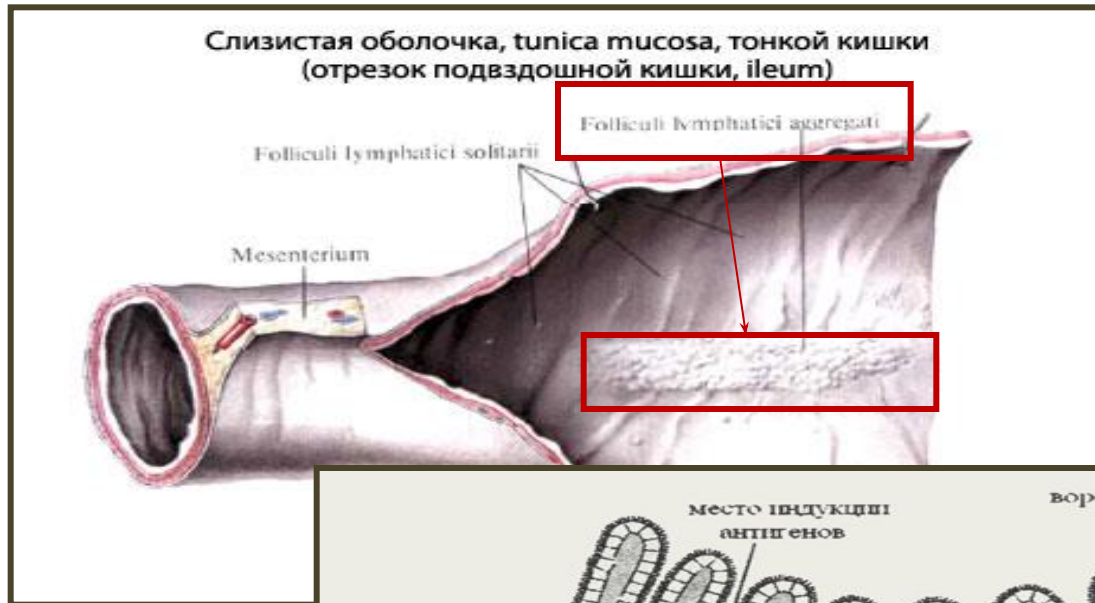 Слизистая оболочка, tunica mucosa, тонкой кишки
(отрезок подвздошной кишки, ileum)
Folliculi lymphatici aggregati
Folliculi lymphatici solitarii
Mesenterium
место индукции
антигенов
вор